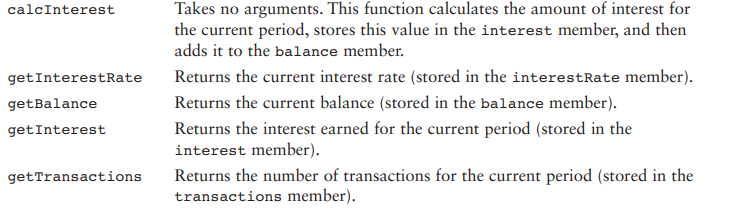 calcInterest Takes no arguments. This function calculates the amount of interest for
the current period, stores this value in the interest member, and then
adds it to the balance member.
getInterestRate Returns the current interest rate (stored in the interestRate member).
getBalance Returns the current balance (stored in the balance member).
getInterest Returns the interest earned for the current period (stored in the
interest member).
getTransactions Returns the number of transactions for the current period (stored in the
transactions member).